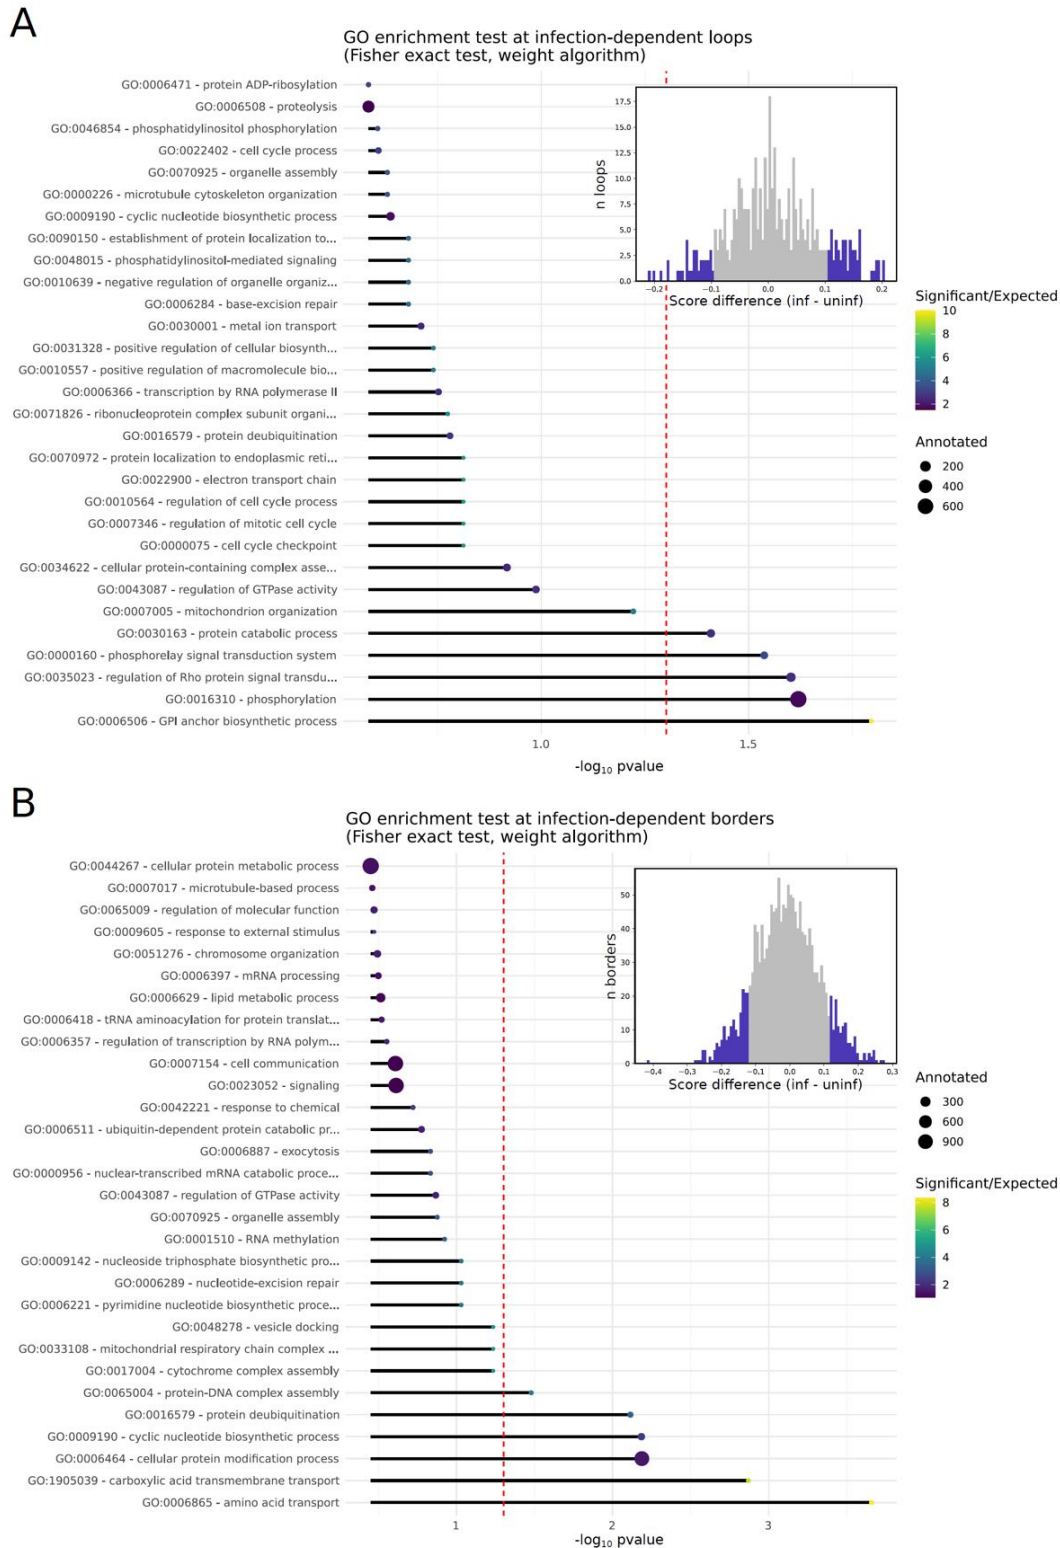 A
GO enrichment test at infection-dependent loops
(Fisher exact test, weight algorithm)
GO:0006471 - protein ADP-ribosylation
GO:0006508 - proteolysis
GO:0046854 - phosphatidylinositol phosphorylation
GO:0022402 - cell cycle process
GO:0070925 - organelle assembly
GO:0000226 - microtubule cytoskeleton organization
GO:0009190 - cyclic nucleotide biosynthetic process
GO:0090150 - establishment of protein localization to...
GO:0048015 - phosphatidylinositol-mediated signaling
GO:0010639 - negative regulation of organelle organiz...
GO:0006284 - base-excision repair
GO:0030001 - metal ion transport
GO:0031328 - positive regulation of cellular biosynth...
GO:0010557 - positive regulation of macromolecule bio...
GO:0006366 - transcription by RNA polymerase II
GO:0071826 - ribonucleoprotein complex subunit organi...
GO:0016579 - protein deubiquitination
GO:0070972 - protein localization to endoplasmic reti...
GO:0022900 - electron transport chain
GO:0010564 - regulation of cell cycle process
GO:0007346 - regulation of mitotic cell cycle
GO:0000075 - cell cycle checkpoint
GO:0034622 - cellular protein-containing complex asse...
GO:0043087 - regulation of GTPase activity
GO:0007005 - mitochondrion organization
GO:0030163 - protein catabolic process
GO:0000160 - phosphorelay signal transduction system
GO:0035023 - regulation of Rho protein signal transdu...
GO:0016310 - phosphorylation
GO:0006506 - GPI anchor biosynthetic process
1.0 1.5
-log10 pvalue
n loops
17.5
15.0
12.5
10.0
7.5
5.0
2.5
0.0
−0.2 −0.1 0.0 0.1 0.2
Score difference (inf - uninf)
Significant/Expected
10
8
6
4
2
Annotated
200
400
600
B
GO enrichment test at infection-dependent borders
(Fisher exact test, weight algorithm)
GO:0044267 - cellular protein metabolic process
GO:0007017 - microtubule-based process
GO:0065009 - regulation of molecular function
GO:0009605 - response to external stimulus
GO:0051276 - chromosome organization
GO:0006397 - mRNA processing
GO:0006629 - lipid metabolic process
GO:0006418 - tRNA aminoacylation for protein translat...
GO:0006357 - regulation of transcription by RNA polym...
GO:0007154 - cell communication
GO:0023052 - signaling
GO:0042221 - response to chemical
GO:0006511 - ubiquitin-dependent protein catabolic pr...
GO:0006887 - exocytosis
GO:0000956 - nuclear-transcribed mRNA catabolic proce...
GO:0043087 - regulation of GTPase activity
GO:0070925 - organelle assembly
GO:0001510 - RNA methylation
GO:0009142 - nucleoside triphosphate biosynthetic pro...
GO:0006289 - nucleotide-excision repair
GO:0006221 - pyrimidine nucleotide biosynthetic proce...
GO:0048278 - vesicle docking
GO:0033108 - mitochondrial respiratory chain complex ...
GO:0017004 - cytochrome complex assembly
GO:0065004 - protein-DNA complex assembly
GO:0016579 - protein deubiquitination
GO:0009190 - cyclic nucleotide biosynthetic process
GO:0006464 - cellular protein modification process
GO:1905039 - carboxylic acid transmembrane transport
GO:0006865 - amino acid transport
1 2 3
-log10 pvalue
n borders
50
40
30
20
10
0
−0.4 −0.3 −0.2 −0.1 0.0 0.1 0.2 0.3
Score difference (inf - uninf)
Annotated
300
600
900
Significant/Expected
8
6
4
2